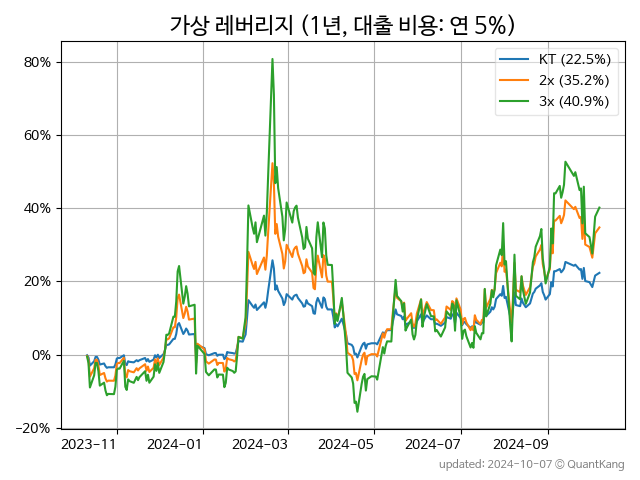 가상 레버리지 (1년, 대출 비용: 연 5%)
KT (22.5%)
2x (35.2%)
3x (40.9%)
80%
60%
40%
20%
0%
−20%
2023-11 2024-01 2024-03 2024-05 2024-07 2024-09
updated: 2024-10-07 © QuantKang